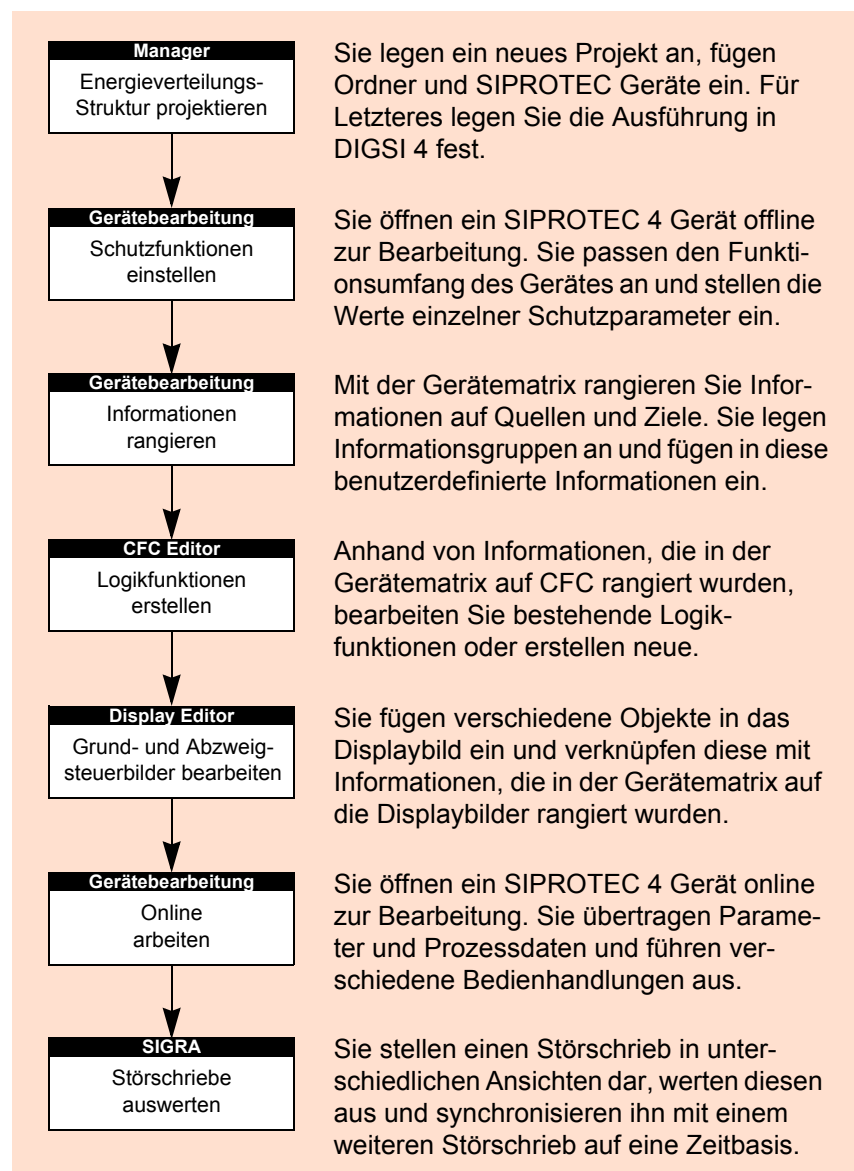 Manager
Energieverteilungs-
Struktur projektieren
Sie legen ein neues Projekt an, fügen
Ordner und SIPROTEC Geräte ein. Für
Letzteres legen Sie die Ausführung in
DIGSI 4 fest.
Gerätebearbeitung
Schutzfunktionen
einstellen
Sie öffnen ein SIPROTEC 4 Gerät offline
zur Bearbeitung. Sie passen den Funkti-
onsumfang des Gerätes an und stellen die
Werte einzelner Schutzparameter ein.
Gerätebearbeitung
Informationen
rangieren
Mit der Gerätematrix rangieren Sie Infor-
mationen auf Quellen und Ziele. Sie legen
Informationsgruppen an und fügen in diese
benutzerdefinierte Informationen ein.
CFC Editor
Logikfunktionen
erstellen
Anhand von Informationen, die in der
Gerätematrix auf CFC rangiert wurden,
bearbeiten Sie bestehende Logik-
funktionen oder erstellen neue.
Display Editor
Grund- und Abzweig-
steuerbilder bearbeiten
Sie fügen verschiedene Objekte in das
Displaybild ein und verknüpfen diese mit
Informationen, die in der Gerätematrix auf
die Displaybilder rangiert wurden.
Gerätebearbeitung
Online
arbeiten
Sie öffnen ein SIPROTEC 4 Gerät online
zur Bearbeitung. Sie übertragen Parame-
ter und Prozessdaten und führen ver-
schiedene Bedienhandlungen aus.
SIGRA
Störschriebe
auswerten
Sie stellen einen Störschrieb in unter-
schiedlichen Ansichten dar, werten diesen
aus und synchronisieren ihn mit einem
weiteren Störschrieb auf eine Zeitbasis.